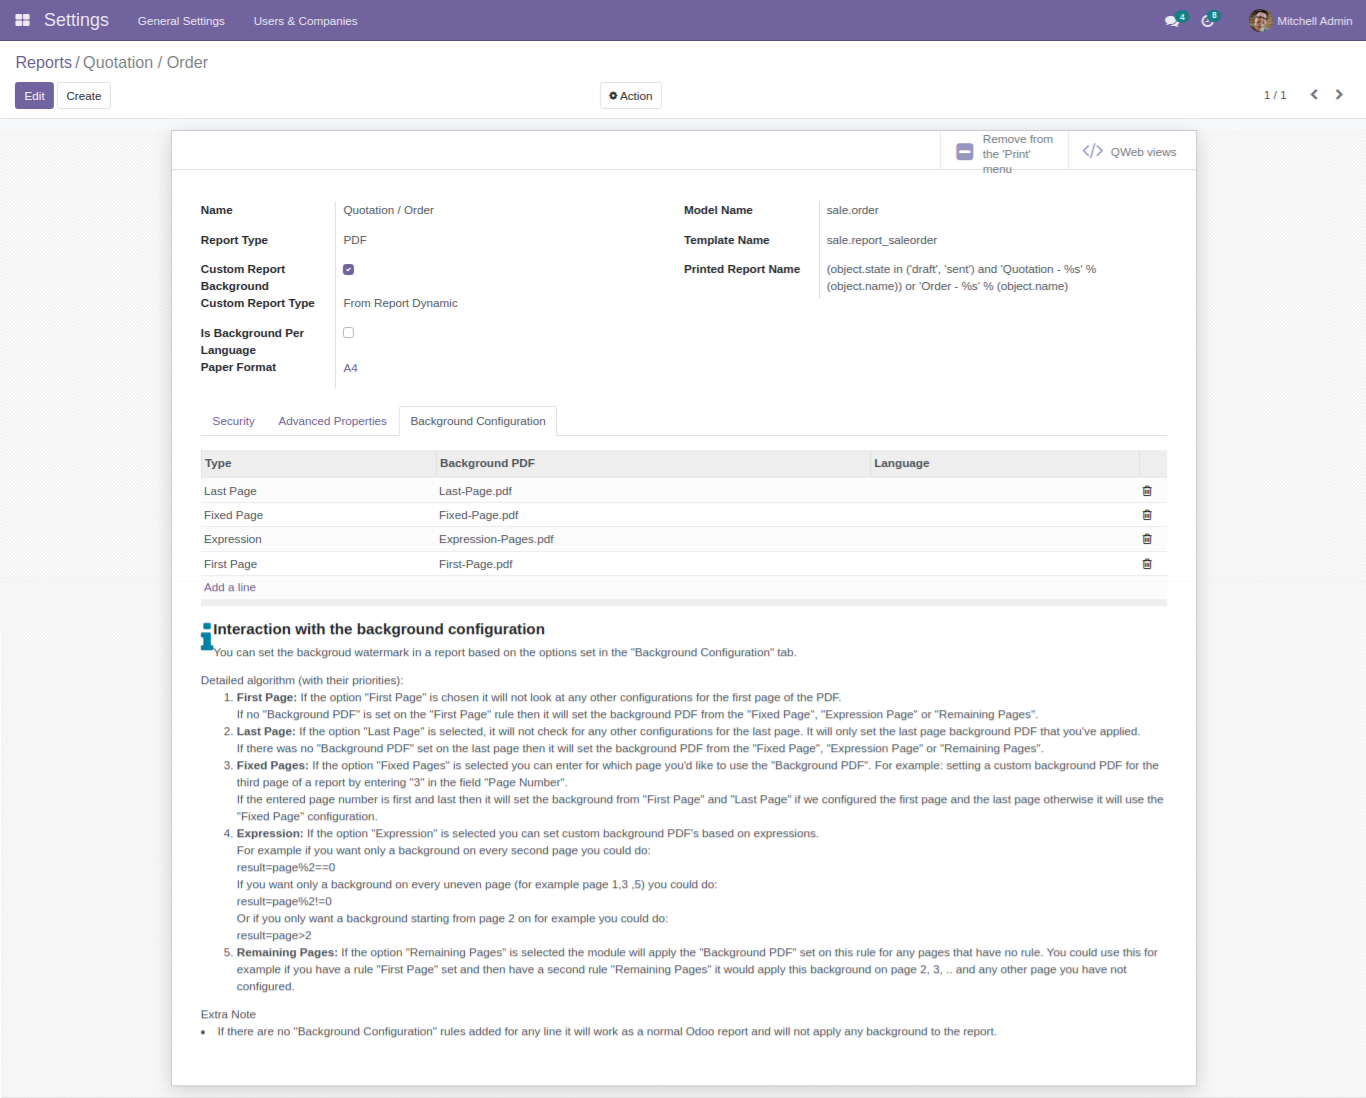 Settings General Settings Users & Companies 4 8 Mitchell Admin
Reports / Quotation / Order
Edit Create Action 1 / 1
Remove from the 'Print' menu
QWeb views
Name Quotation / Order Model Name sale.order
Report Type PDF Template Name sale.report_saleorder
Custom Report Background Printed Report Name (object.state in ('draft', 'sent') and 'Quotation - %s' %
(object.name)) or 'Order - %s' % (object.name)
Custom Report Type From Report Dynamic
Is Background Per
Language
Paper Format A4
Security Advanced Properties Background Configuration
Type Background PDF Language
Last Page Last-Page.pdf
Fixed Page Fixed-Page.pdf
Expression Expression-Pages.pdf
First Page First-Page.pdf
Add a line
Interaction with the background configuration
You can set the backgroud watermark in a report based on the options set in the "Background Configuration" tab.
Detailed algorithm (with their priorities):
1. First Page: If the option "First Page" is chosen it will not look at any other configurations for the first page of the PDF.
If no "Background PDF" is set on the "First Page" rule then it will set the background PDF from the "Fixed Page", "Expression Page" or "Remaining Pages".
2. Last Page: If the option "Last Page" is selected, it will not check for any other configurations for the last page. It will only set the last page background PDF that you've applied.
If there was no "Background PDF" set on the last page then it will set the background PDF from the "Fixed Page", "Expression Page" or "Remaining Pages".
3. Fixed Pages: If the option "Fixed Pages" is selected you can enter for which page you'd like to use the "Background PDF". For example: setting a custom background PDF for the
third page of a report by entering "3" in the field "Page Number".
If the entered page number is first and last then it will set the background from "First Page" and "Last Page" if we configured the first page and the last page otherwise it will use the
"Fixed Page" configuration.
4. Expression: If the option "Expression" is selected you can set custom background PDF's based on expressions.
For example if you want only a background on every second page you could do:
result=page%2==0
If you want only a background on every uneven page (for example page 1,3 ,5) you could do:
result=page%2!=0
Or if you only want a background starting from page 2 on for example you could do:
result=page>2
5. Remaining Pages: If the option "Remaining Pages" is selected the module will apply the "Background PDF" set on this rule for any pages that have no rule. You could use this for
example if you have a rule "First Page" set and then have a second rule "Remaining Pages" it would apply this background on page 2, 3, .. and any other page you have not
configured.
Extra Note
• If there are no "Background Configuration" rules added for any line it will work as a normal Odoo report and will not apply any background to the report.